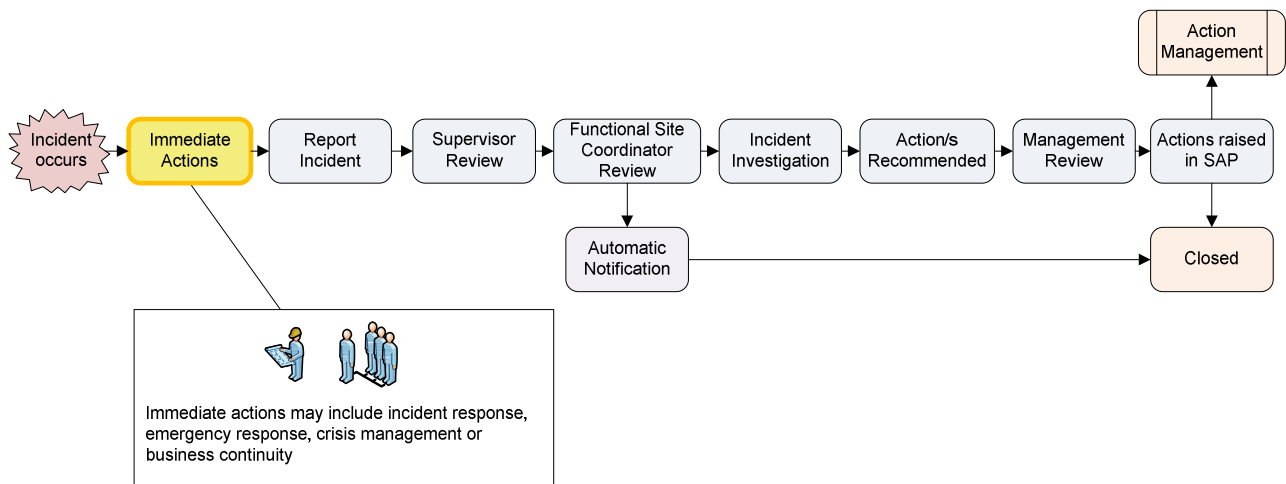 Action
Management
Incident
occurs
Immediate
Actions
Report
Incident
Supervisor
Review
Functional Site
Coordinator
Review
Incident
Investigation
Action/s
Recommended
Management
Review
Actions raised
in SAP
Automatic
Notification
Closed
Immediate actions may include incident response,
emergency response, crisis management or
business continuity